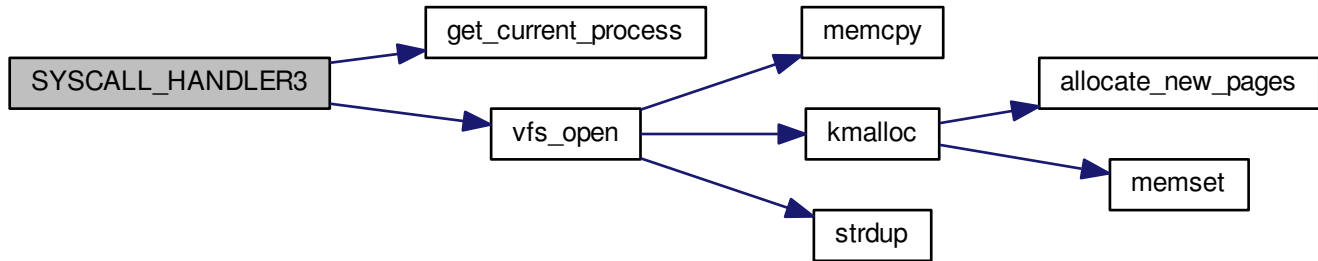 SYSCALL_HANDLER3
get_current_process
vfs_open
memcpy
kmalloc
strdup
allocate_new_pages
memset